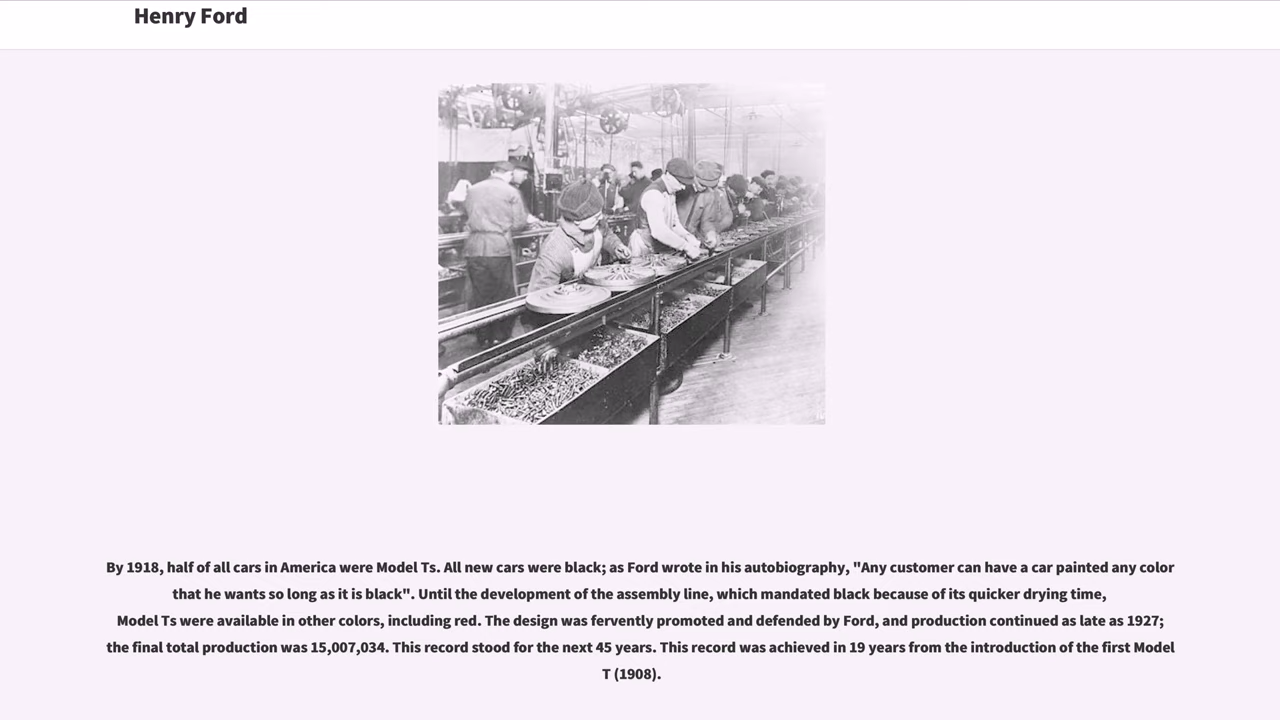 Henry Ford
By 1918, half of all cars in America were Model Ts. All new cars were black; as Ford wrote in his autobiography, "Any customer can have a car painted any color
that he wants so long as it is black". Until the development of the assembly line, which mandated black because of its quicker drying time,
Model Ts were available in other colors, including red. The design was fervently promoted and defended by Ford, and production continued as late as 1927;
the final total production was 15,007,034. This record stood for the next 45 years. This record was achieved in 19 years from the introduction of the first Model
T (1908).